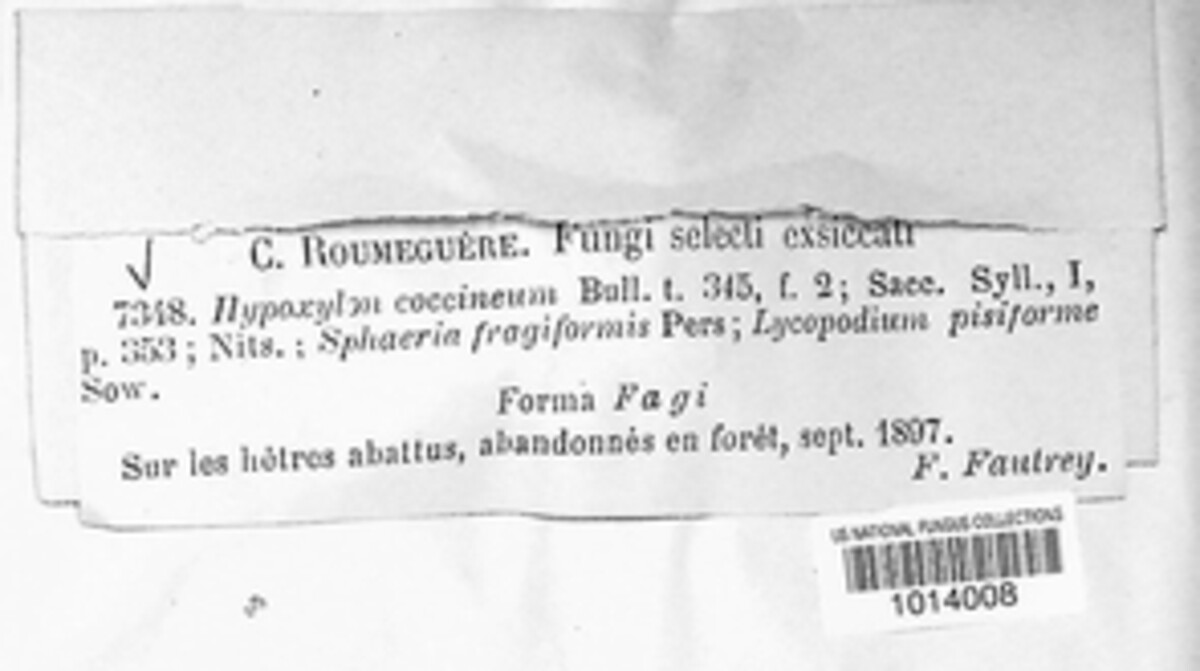 C. ROUMEGUÈRE. Fungi selecti exsiccati
7348. Hypoxylon coccineum Bull. t. 345, f. 2; Sacc. Syll., I,
p. 353; Nits.; Sphaeria fragiformis Pers; Lycopodium pisiforme
Sow.
Forma Fagi
Sur les hêtres abattus, abandonnés en forêt, sept. 1897.
F. Fautrey.
US NATIONAL FUNGUS COLLECTIONS
1014008